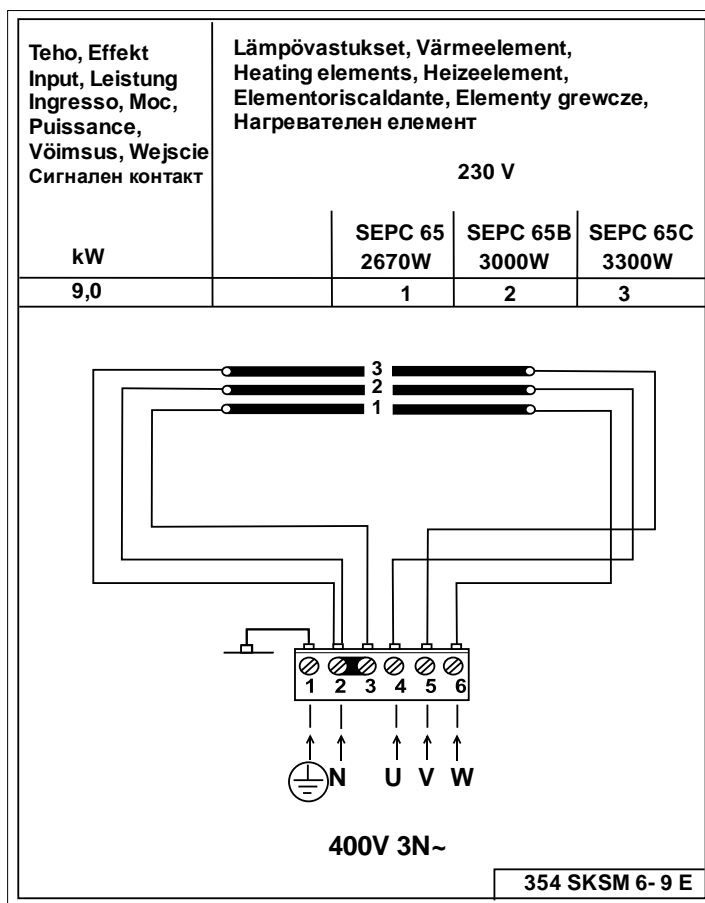 Teho, Effekt
Input, Leistung
Ingresso, Moc,
Puissance,
Vöimsus, Wejscie
Сигнален контакт
kW
Lämpövastukset, Värmeelement,
Heating elements, Heizeelement,
Elementoriscaldante, Elementy grewcze,
Нагревателен елемент
230 V
SEPC 65 SEPC 65B SEPC 65C
2670W 3000W 3300W
9,0 1 2 3
3
2
1
1 2 3 4 5 6
N U V W
400V 3N~
354 SKSM 6- 9 E